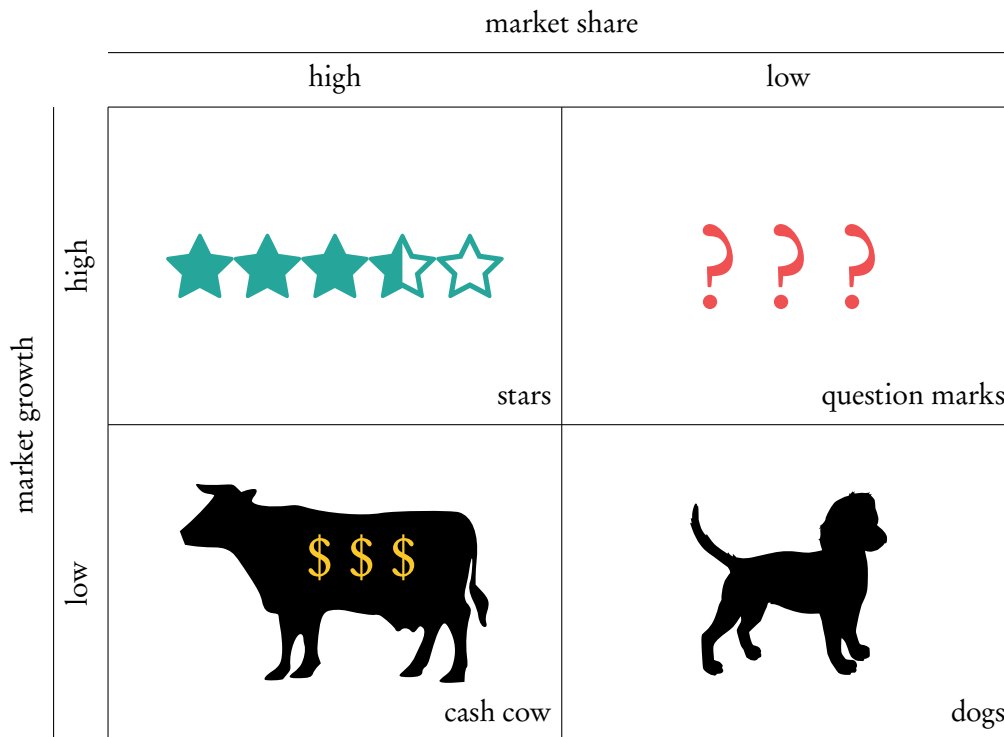 market share
high
low
market growth
high
? ? ?
stars
question marks
low
$ $ $
cash cow
dogs